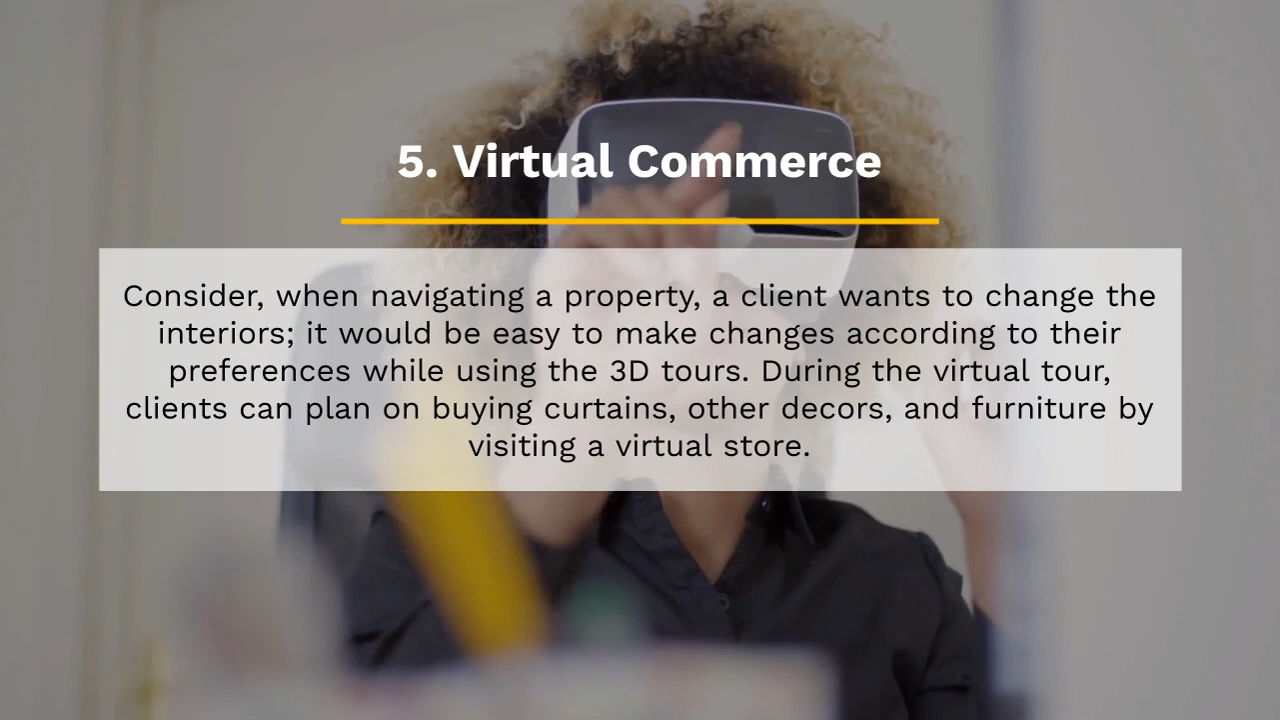 5. Virtual Commerce
Consider, when navigating a property, a client wants to change the
interiors; it would be easy to make changes according to their
preferences while using the 3D tours. During the virtual tour,
clients can plan on buying curtains, other decors, and furniture by
visiting a virtual store.